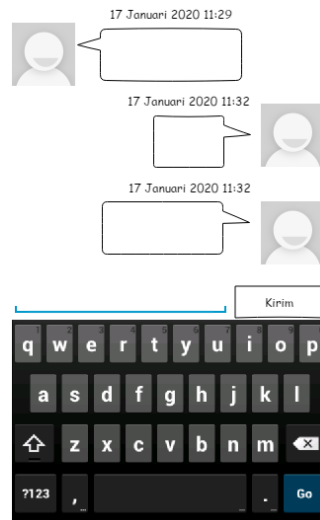 17 Januari 2020 11:29
17 Januari 2020 11:32
17 Januari 2020 11:32
Kirim
q w e r t y u i o p
a s d f g h j k l
z x c v b n m
?123 , . Go